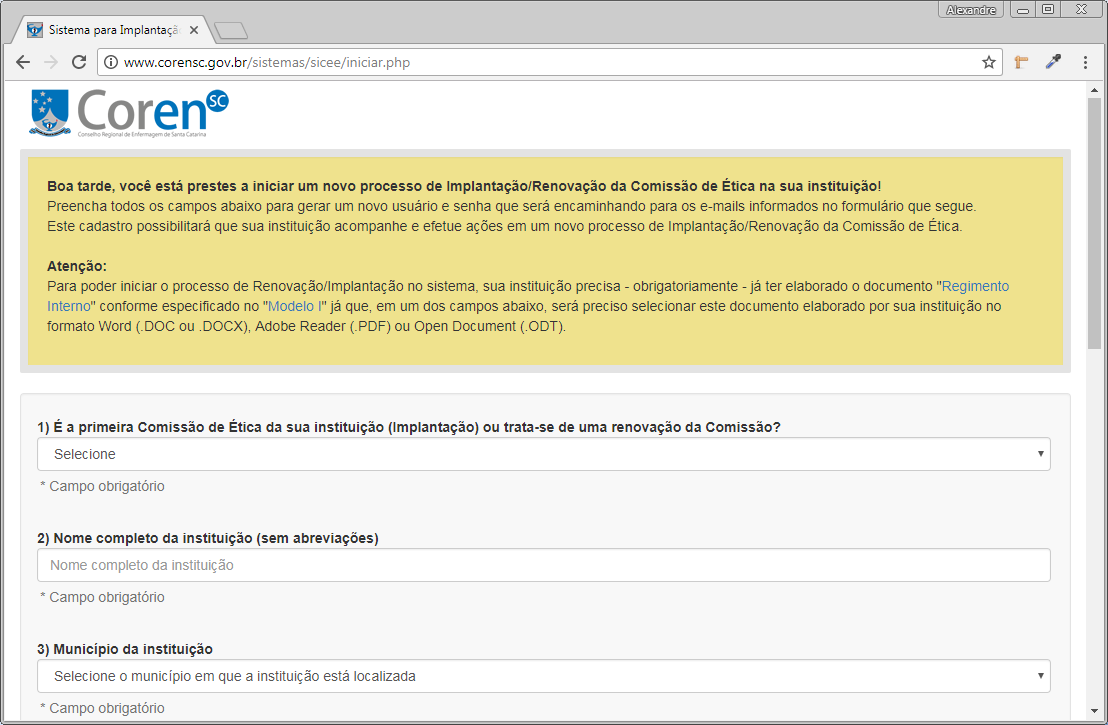 Alexandre
Sistema para Implantaçã
www.corensc.gov.br/sistemas/sicee/iniciar.php
Coren SC
Conselho Regional de Enfermagem de Santa Catarina
Boa tarde, você está prestes a iniciar um novo processo de Implantação/Renovação da Comissão de Ética na sua instituição!
Preencha todos os campos abaixo para gerar um novo usuário e senha que será encaminhando para os e-mails informados no formulário que segue.
Este cadastro possibilitará que sua instituição acompanhe e efetue ações em um novo processo de Implantação/Renovação da Comissão de Ética.
Atenção:
Para poder iniciar o processo de Renovação/Implantação no sistema, sua instituição precisa - obrigatoriamente - já ter elaborado o documento "Regimento
Interno" conforme especificado no "Modelo I" já que, em um dos campos abaixo, será preciso selecionar este documento elaborado por sua instituição no
formato Word (.DOC ou .DOCX), Adobe Reader (.PDF) ou Open Document (.ODT).
1) É a primeira Comissão de Ética da sua instituição (Implantação) ou trata-se de uma renovação da Comissão?
Selecione
* Campo obrigatório
2) Nome completo da instituição (sem abreviações)
Nome completo da instituição
* Campo obrigatório
3) Município da instituição
Selecione o município em que a instituição está localizada
* Campo obrigatório